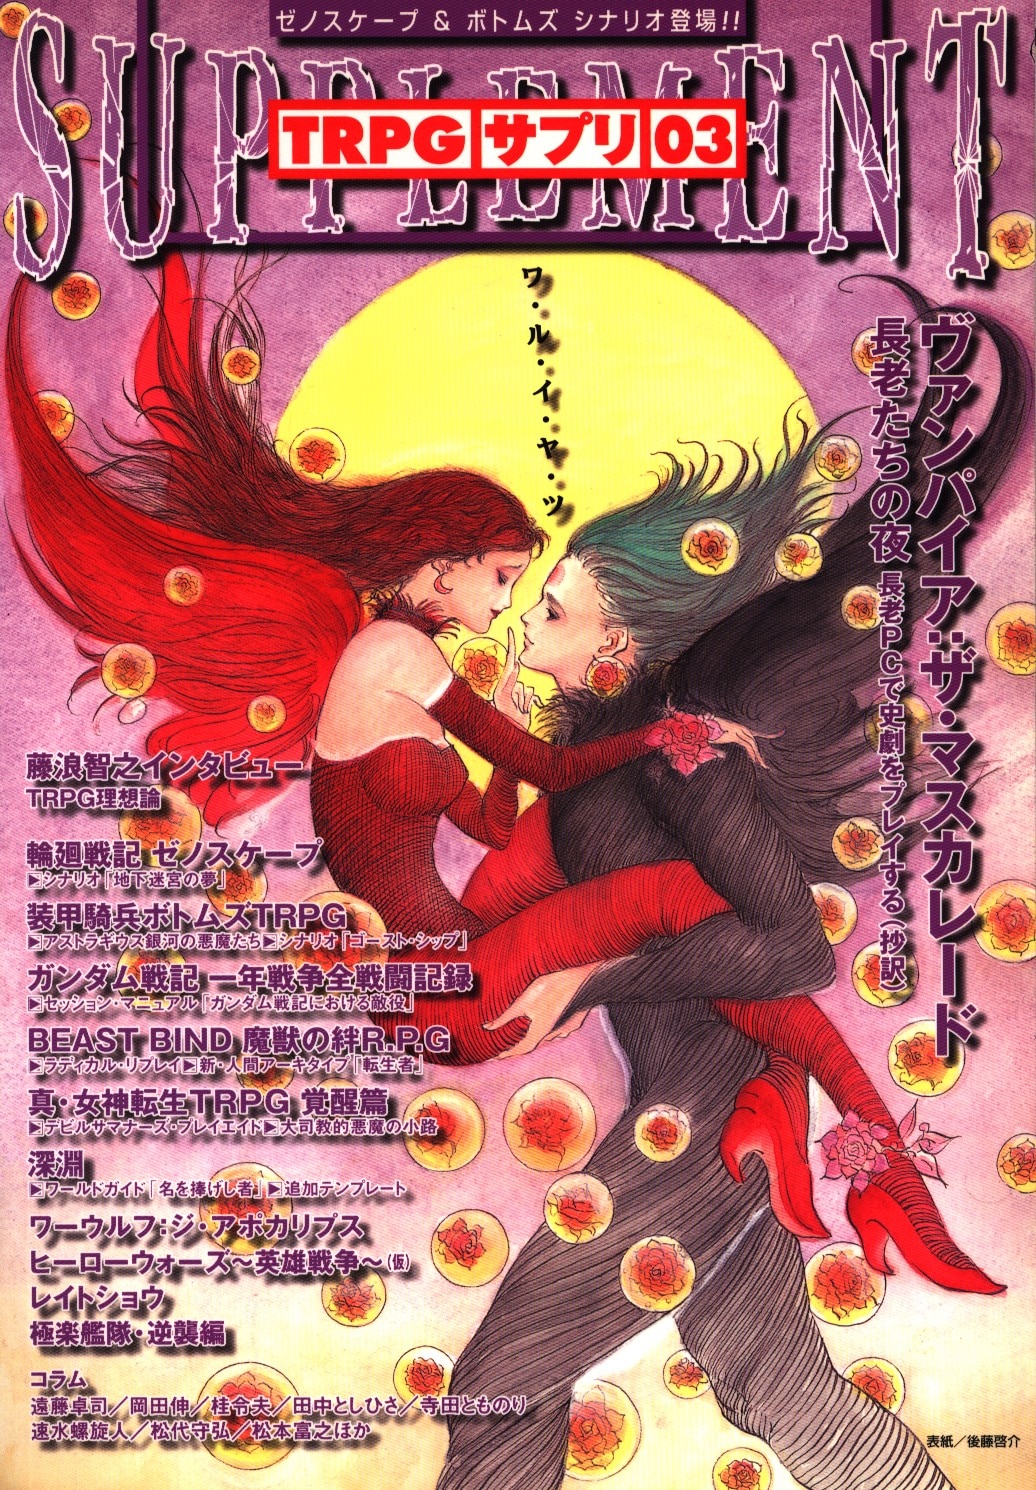 ゼノスケープ & ボトムズ シナリオ登場!!
SUPPLEMENT
TRPG サプリ 03
ワ・ル・イ・ヤ・ツ
ヴァンパイア:ザ・マスカレード
長老たちの夜 長老PCで史劇をプレイする(抄訳)
藤浪智之インタビュー
TRPG理想論
輪廻戦記 ゼノスケープ
▶シナリオ「地下迷宮の夢」
装甲騎兵ボトムズTRPG
▶アストラギウス銀河の悪魔たち▶シナリオ「ゴースト・シップ」
ガンダム戦記 一年戦争全戦闘記録
▶セッション・マニュアル「ガンダム戦記における敵役」
BEAST BIND 魔獣の絆R.P.G
▶ラディカル・リプレイ▶新・人間アーキタイプ「転生者」
真・女神転生TRPG 覚醒篇
▶デビルサマナーズ・プレイエイド▶大司教的悪魔の小路
深淵
▶ワールドガイド「名を捧げし者」▶追加テンプレート
ワーウルフ:ジ・アポカリプス
ヒーローウォーズ〜英雄戦争〜(仮)
レイトショウ
極楽艦隊・逆襲編
コラム
遠藤卓司/岡田伸/桂令夫/田中としひさ/寺田とものり
速水螺旋人/松代守弘/松本富之ほか
表紙/後藤啓介